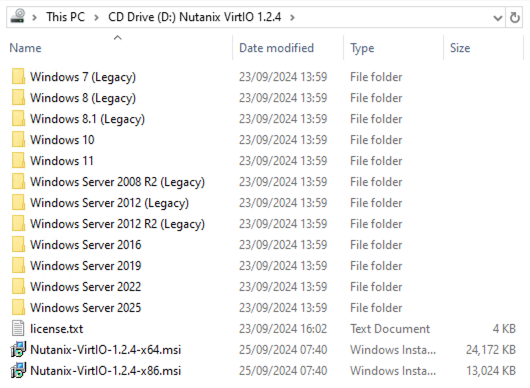 This PC > CD Drive (D:) Nutanix VirtIO 1.2.4 >
Name Date modified Type Size
Windows 7 (Legacy) 23/09/2024 13:59 File folder
Windows 8 (Legacy) 23/09/2024 13:59 File folder
Windows 8.1 (Legacy) 23/09/2024 13:59 File folder
Windows 10 23/09/2024 13:59 File folder
Windows 11 23/09/2024 13:59 File folder
Windows Server 2008 R2 (Legacy) 23/09/2024 13:59 File folder
Windows Server 2012 (Legacy) 23/09/2024 13:59 File folder
Windows Server 2012 R2 (Legacy) 23/09/2024 13:59 File folder
Windows Server 2016 23/09/2024 13:59 File folder
Windows Server 2019 23/09/2024 13:59 File folder
Windows Server 2022 23/09/2024 13:59 File folder
Windows Server 2025 23/09/2024 13:59 File folder
license.txt 23/09/2024 16:02 Text Document 4 KB
Nutanix-VirtIO-1.2.4-x64.msi 25/09/2024 07:40 Windows Insta... 24,172 KB
Nutanix-VirtIO-1.2.4-x86.msi 25/09/2024 07:40 Windows Insta... 13,024 KB